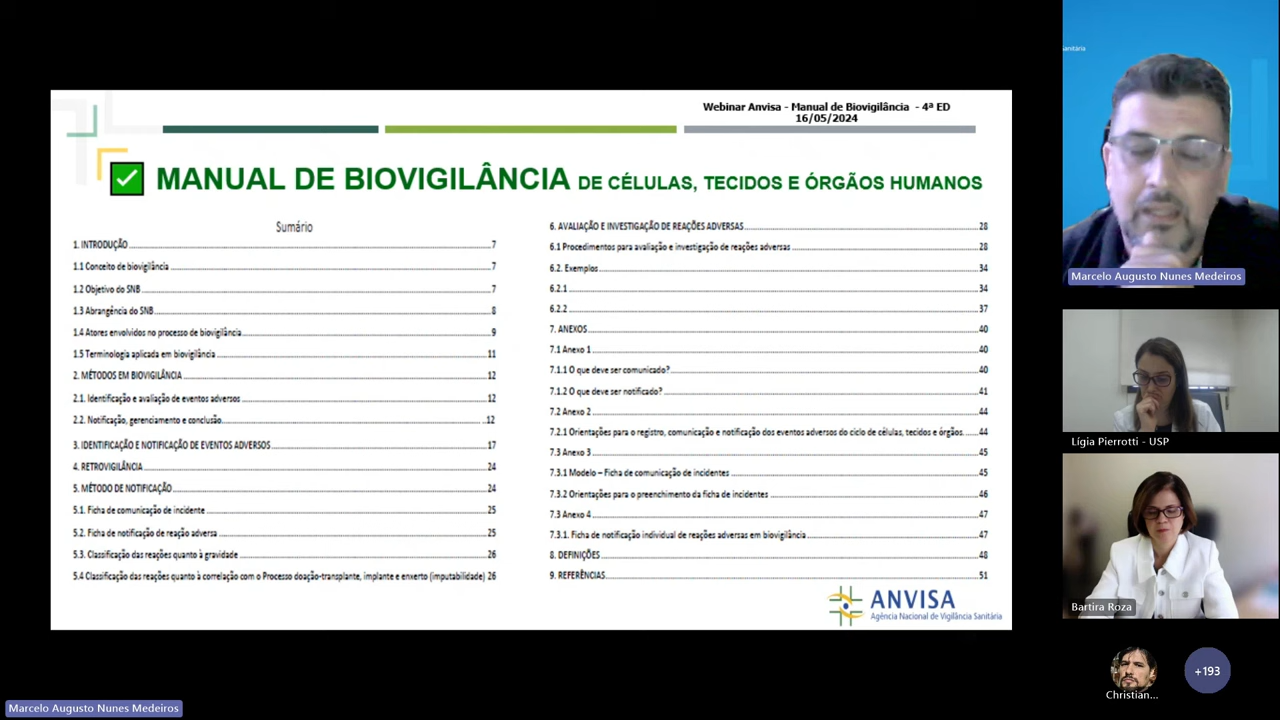 Webinar Anvisa - Manual de Biovigilância - 4ª ED
16/05/2024
MANUAL DE BIOVIGILÂNCIA DE CÉLULAS, TECIDOS E ÓRGÃOS HUMANOS
Sumário
1. INTRODUÇÃO 7
1.1 Conceito de biovigilância 7
1.2 Objetivo do SNB 7
1.3 Abrangência do SNB 8
1.4 Atores envolvidos no processo de biovigilância 9
1.5 Terminologia aplicada em biovigilância 11
2. MÉTODOS EM BIOVIGILÂNCIA 12
2.1. Identificação e avaliação de eventos adversos 12
2.2. Notificação, gerenciamento e conclusão 12
3. IDENTIFICAÇÃO E NOTIFICAÇÃO DE EVENTOS ADVERSOS 17
4. RETROVIGILÂNCIA 24
5. MÉTODO DE NOTIFICAÇÃO 24
5.1. Ficha de comunicação de incidente 25
5.2. Ficha de notificação de reação adversa 25
5.3. Classificação das reações quanto à gravidade 26
5.4 Classificação das reações quanto à correlação com o Processo doação-transplante, implante e enxerto (imputabilidade) 26
6. AVALIAÇÃO E INVESTIGAÇÃO DE REAÇÕES ADVERSAS 28
6.1 Procedimentos para avaliação e investigação de reações adversas 28
6.2. Exemplos 34
6.2.1 34
6.2.2 37
7. ANEXOS 40
7.1 Anexo 1 40
7.1.1 O que deve ser comunicado? 40
7.1.2 O que deve ser notificado? 41
7.2 Anexo 2 44
7.2.1 Orientações para o registro, comunicação e notificação dos eventos adversos do ciclo de células, tecidos e órgãos. 44
7.3 Anexo 3 45
7.3.1 Modelo – Ficha de comunicação de incidentes 45
7.3.2 Orientações para o preenchimento da ficha de incidentes 46
7.3 Anexo 4 47
7.3.1. Ficha de notificação individual de reações adversas em biovigilância 47
8. DEFINIÇÕES 48
9. REFERÊNCIAS 51
ANVISA
Agência Nacional de Vigilância Sanitária
anitária
Marcelo Augusto Nunes Medeiros
Lígia Pierrotti - USP
Bartira Roza
Christian...
+193
Marcelo Augusto Nunes Medeiros